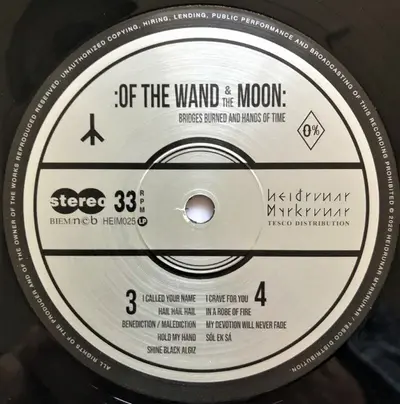 UNAUTHORIZED COPYING, HIRING, LENDING, PUBLIC PERFORMANCE AND BROADCASTING OF THIS RECORD PROHIBITED © 2020 HEIDRUNAR MYRKRUNAR / TESCO DISTRIBUTION.
ALL RIGHTS OF THE PRODUCER AND OF THE OWNER OF THE WORKS REPRODUCED RESERVED.
:OF THE WAND & THE MOON:
BRIDGES BURNED AND HANDS OF TIME
0%
stereo
33 RPM
BIEM/ncb HEIM025 LP
Heidrunar
Myrkrunar
TESCO DISTRIBUTION
3
I CALLED YOUR NAME
HAIL HAIL HAIL
BENEDICTION / MALEDICTION
HOLD MY HAND
SHINE BLACK ALGIZ
4
I CRAVE FOR YOU
IN A ROBE OF FIRE
MY DEVOTION WILL NEVER FADE
SÓL EK SÁ